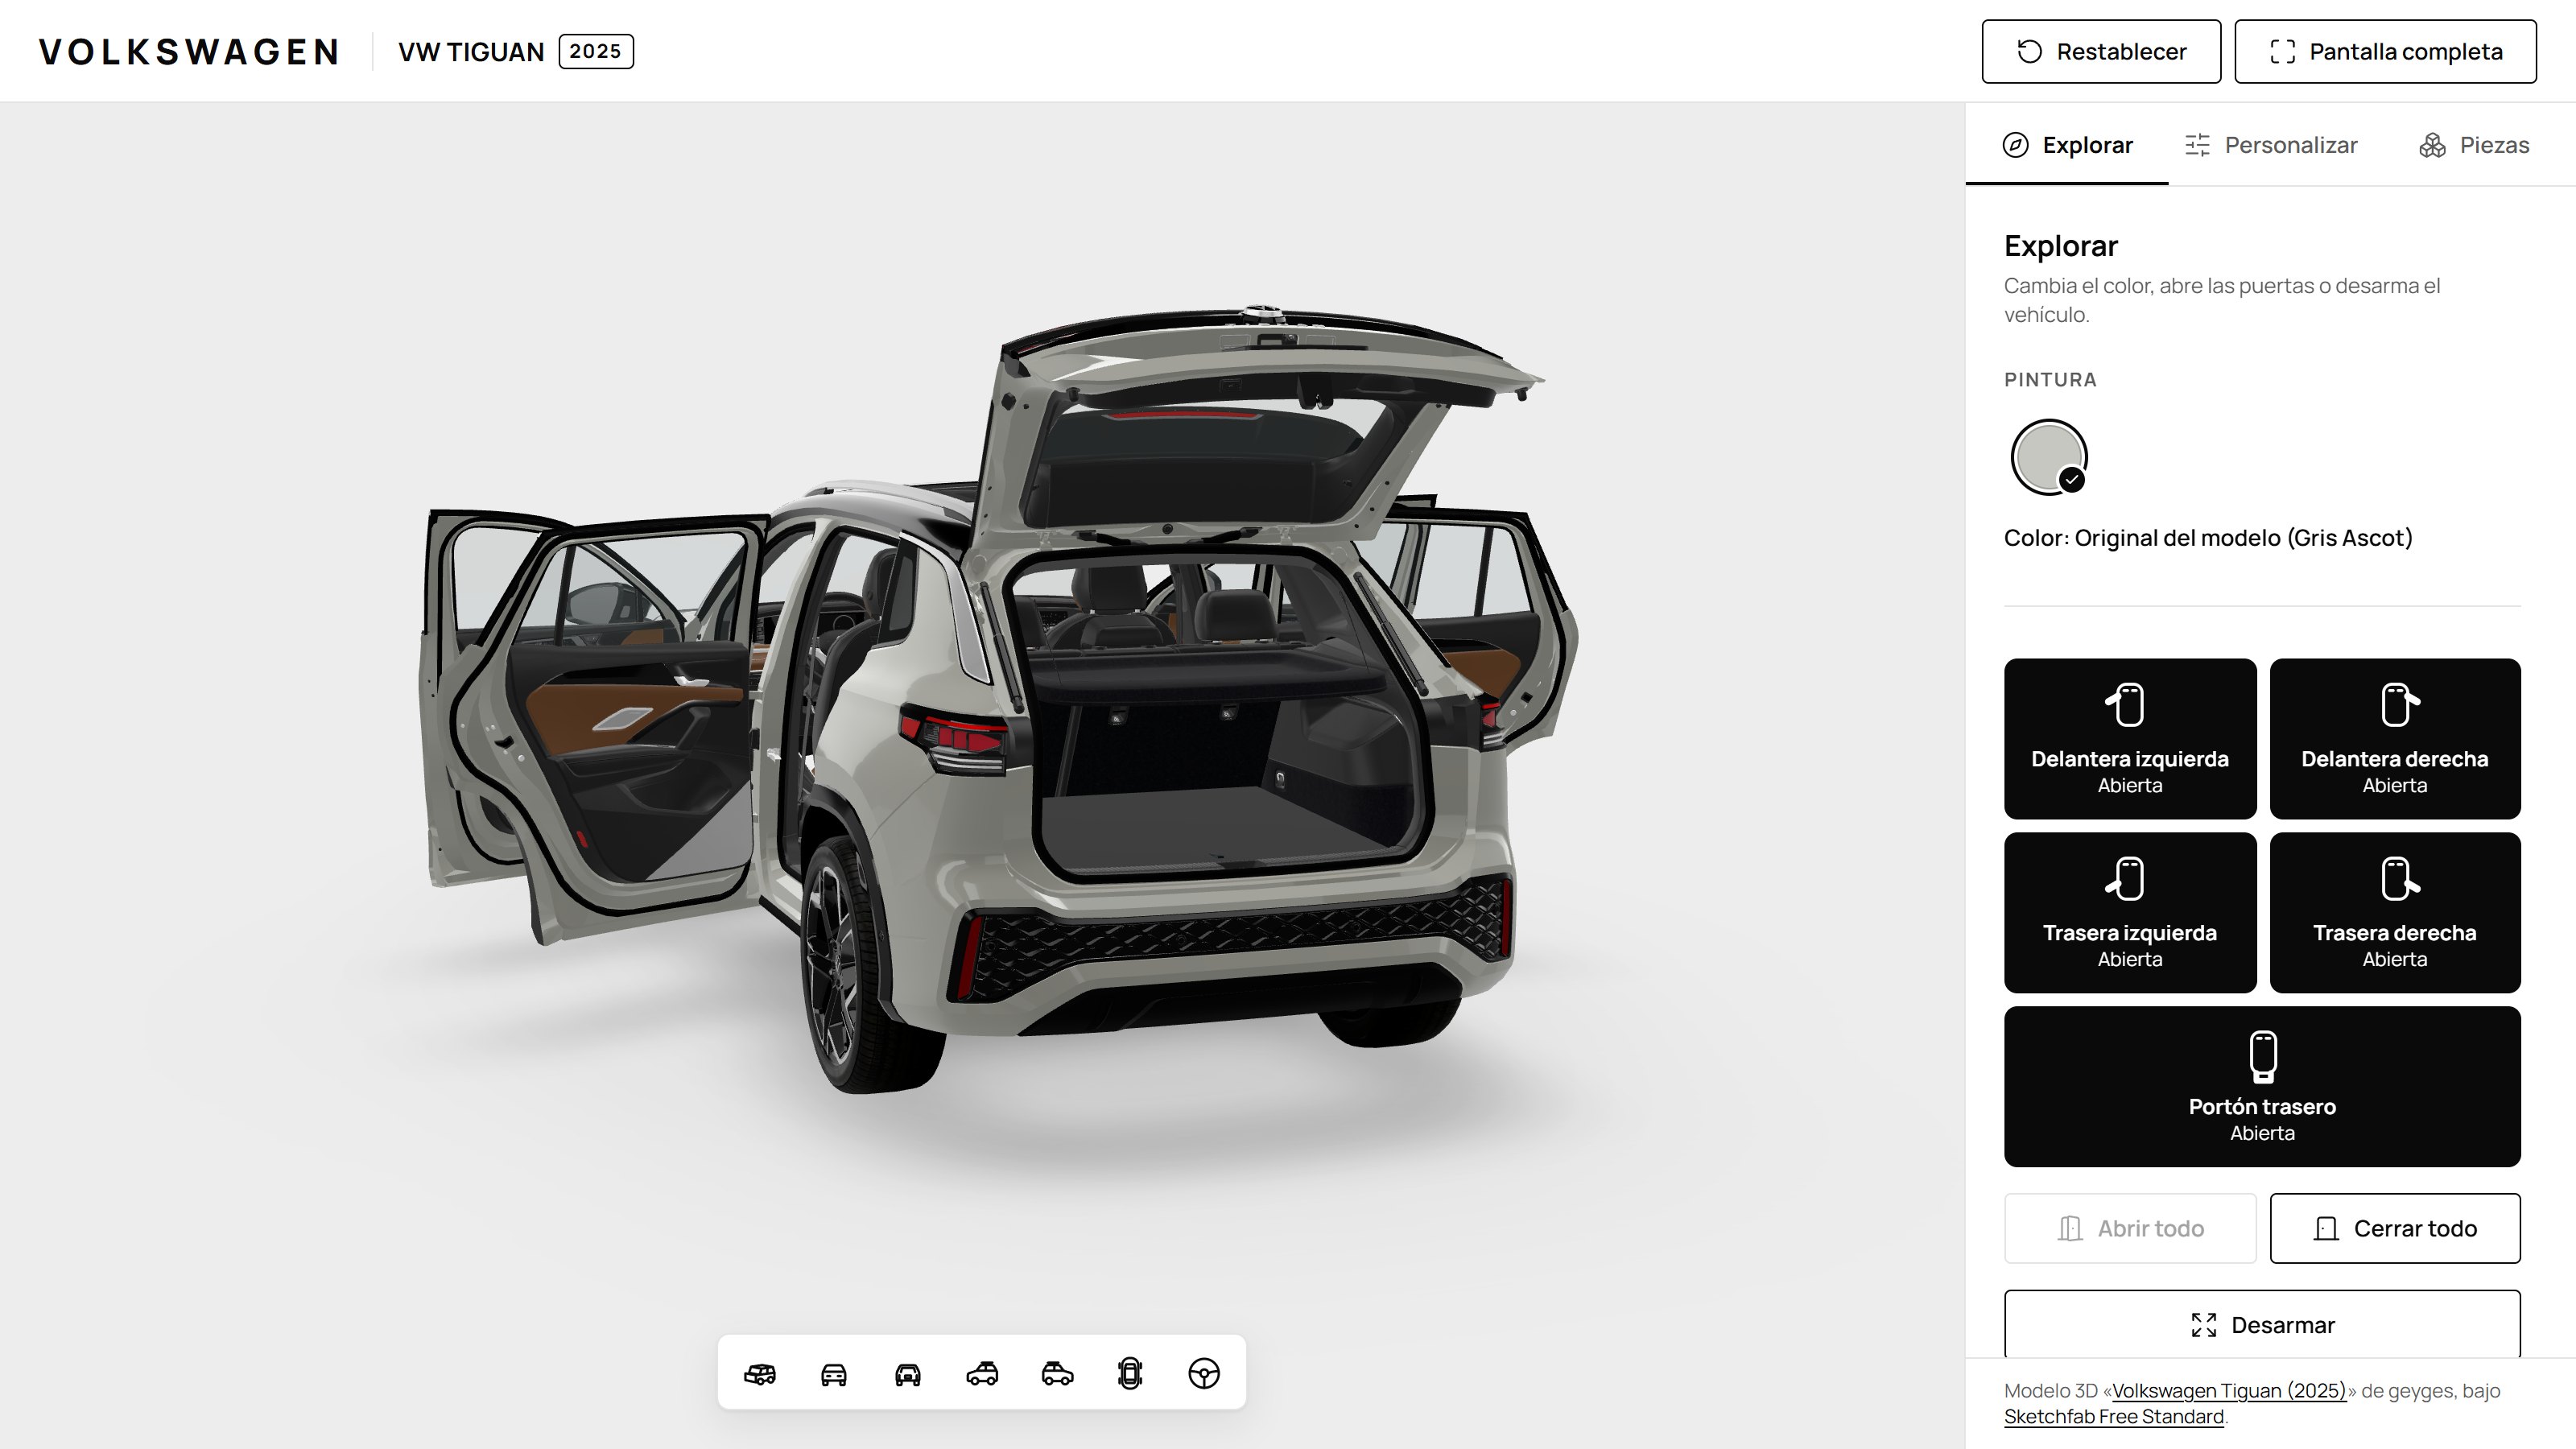 VOLKSWAGEN
VW TIGUAN 2025
Restablecer
Pantalla completa
Explorar
Personalizar
Piezas
Explorar
Cambia el color, abre las puertas o desarma el
vehículo.
PINTURA
Color: Original del modelo (Gris Ascot)
Delantera izquierda
Abierta
Delantera derecha
Abierta
Trasera izquierda
Abierta
Trasera derecha
Abierta
Portón trasero
Abierta
Abrir todo
Cerrar todo
Desarmar
Modelo 3D «Volkswagen Tiguan (2025)» de geyges, bajo
Sketchfab Free Standard.